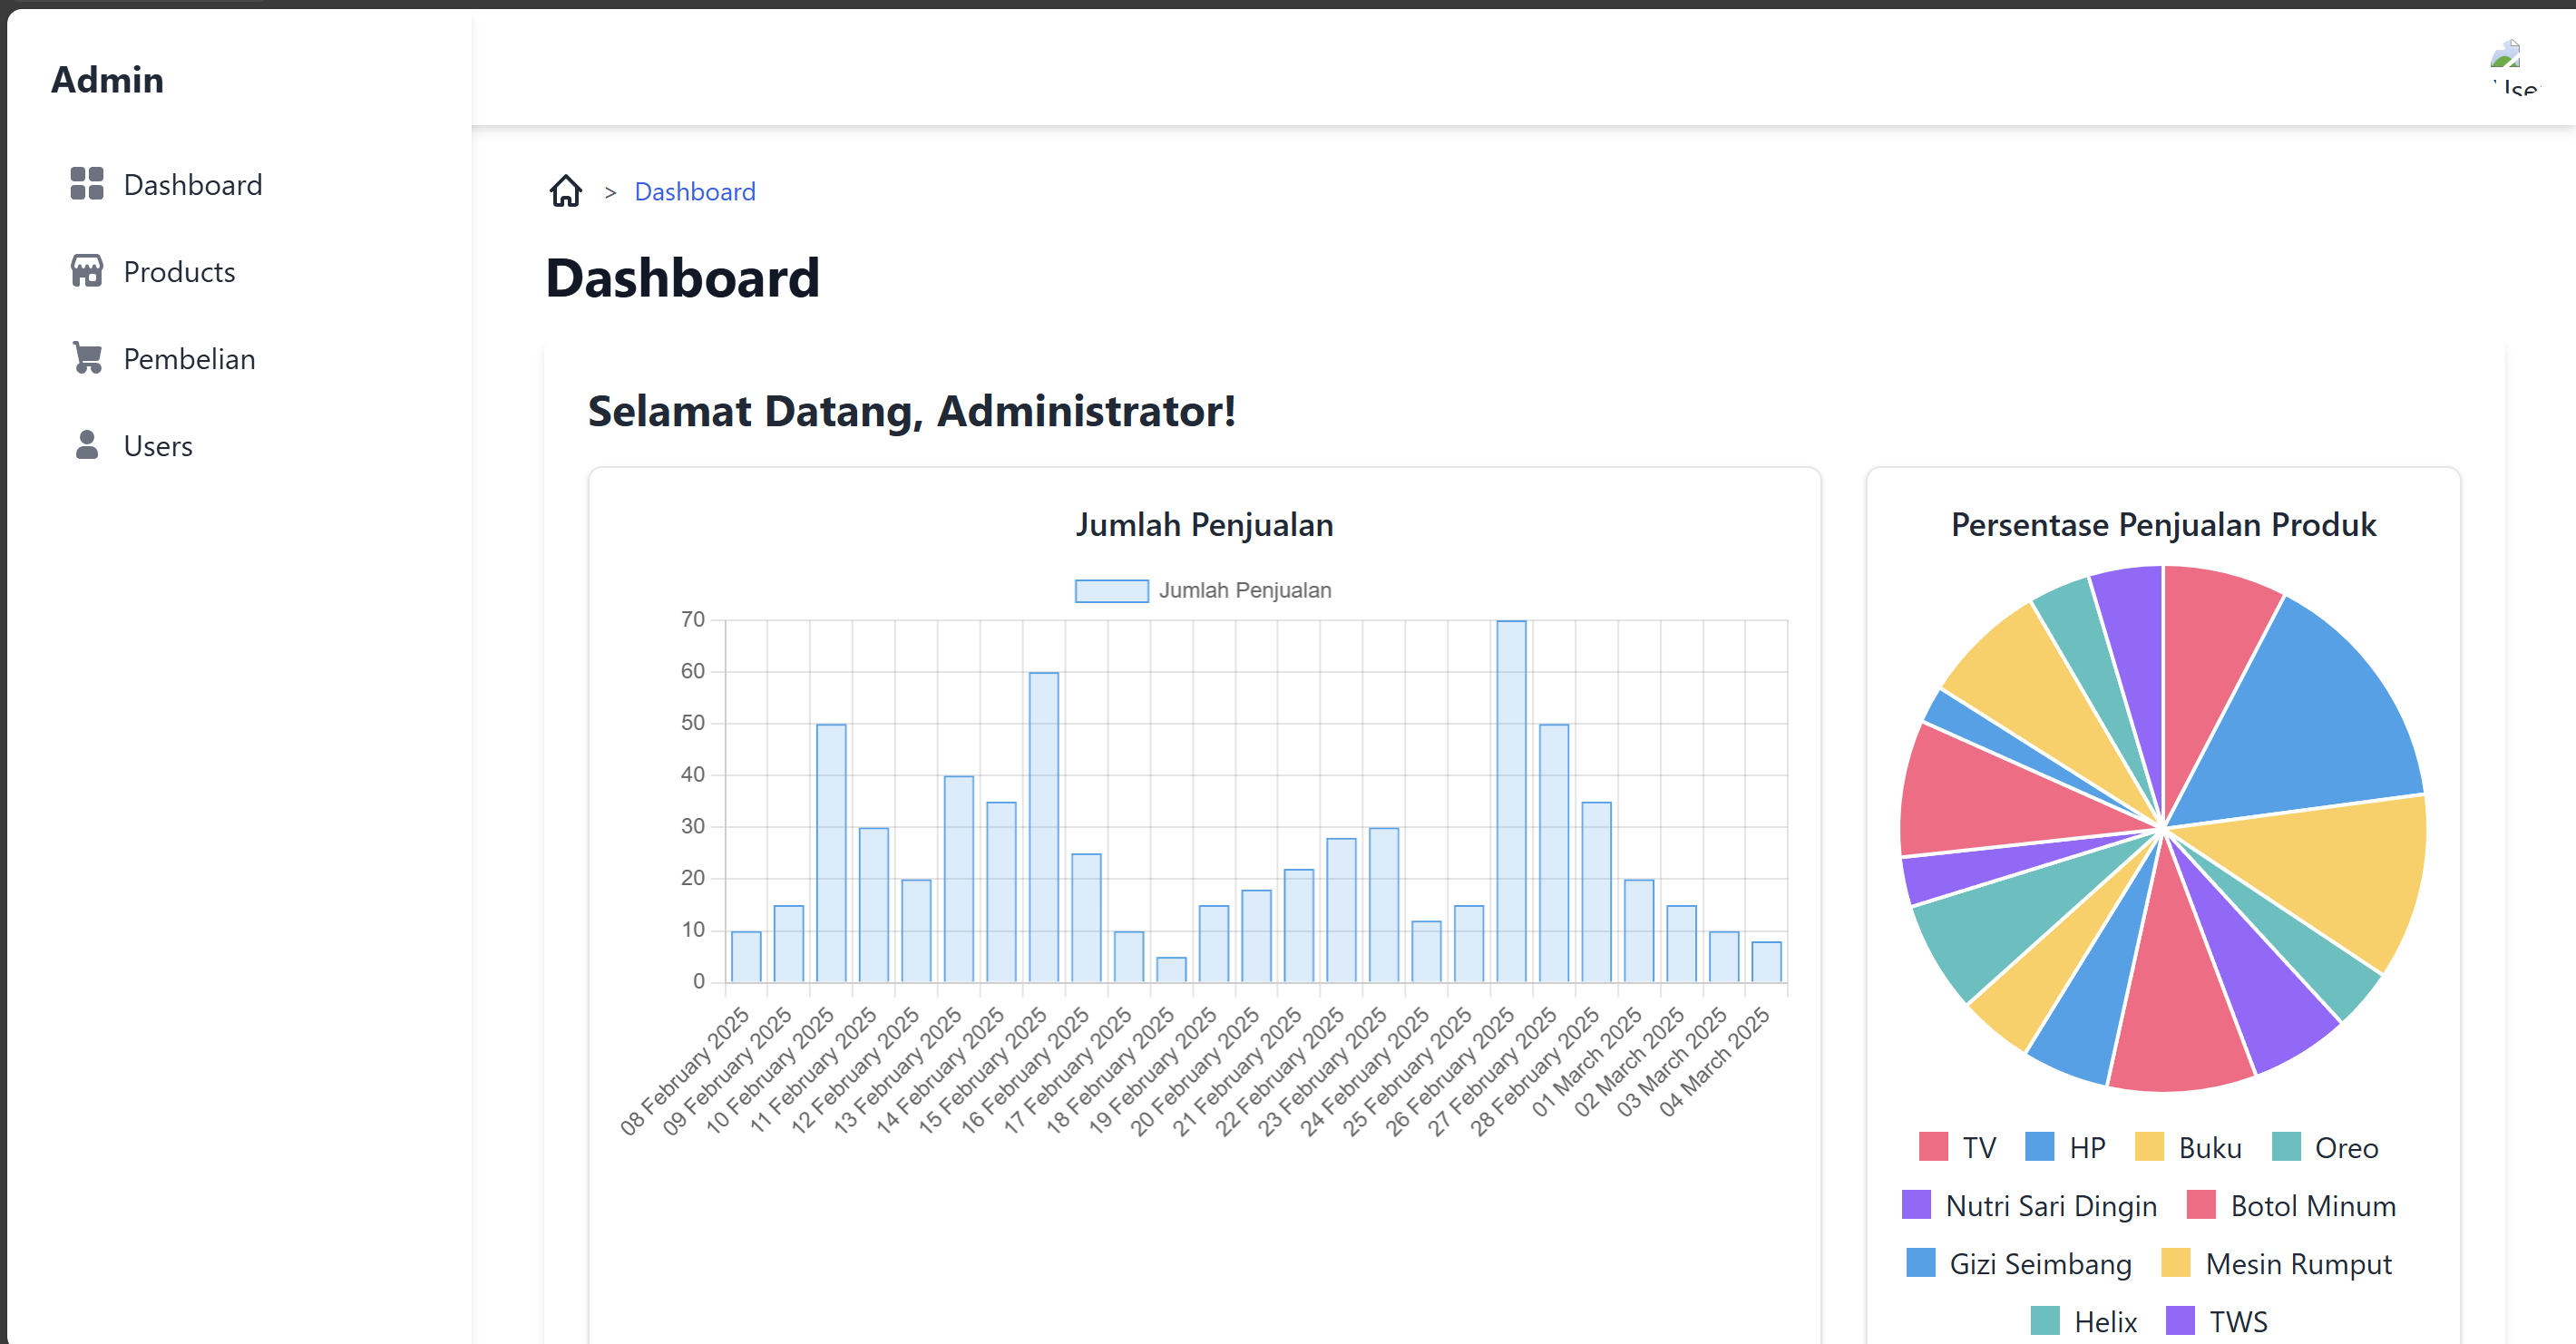 Admin
Dashboard
Products
Pembelian
Users
> Dashboard
Dashboard
Selamat Datang, Administrator!
Jumlah Penjualan
Jumlah Penjualan
70
60
50
40
30
20
10
0
08 February 2025
09 February 2025
10 February 2025
11 February 2025
12 February 2025
13 February 2025
14 February 2025
15 February 2025
16 February 2025
17 February 2025
18 February 2025
19 February 2025
20 February 2025
21 February 2025
22 February 2025
23 February 2025
24 February 2025
25 February 2025
26 February 2025
27 February 2025
28 February 2025
01 March 2025
02 March 2025
03 March 2025
04 March 2025
Persentase Penjualan Produk
TV HP Buku Oreo
Nutri Sari Dingin Botol Minum
Gizi Seimbang Mesin Rumput
Helix TWS